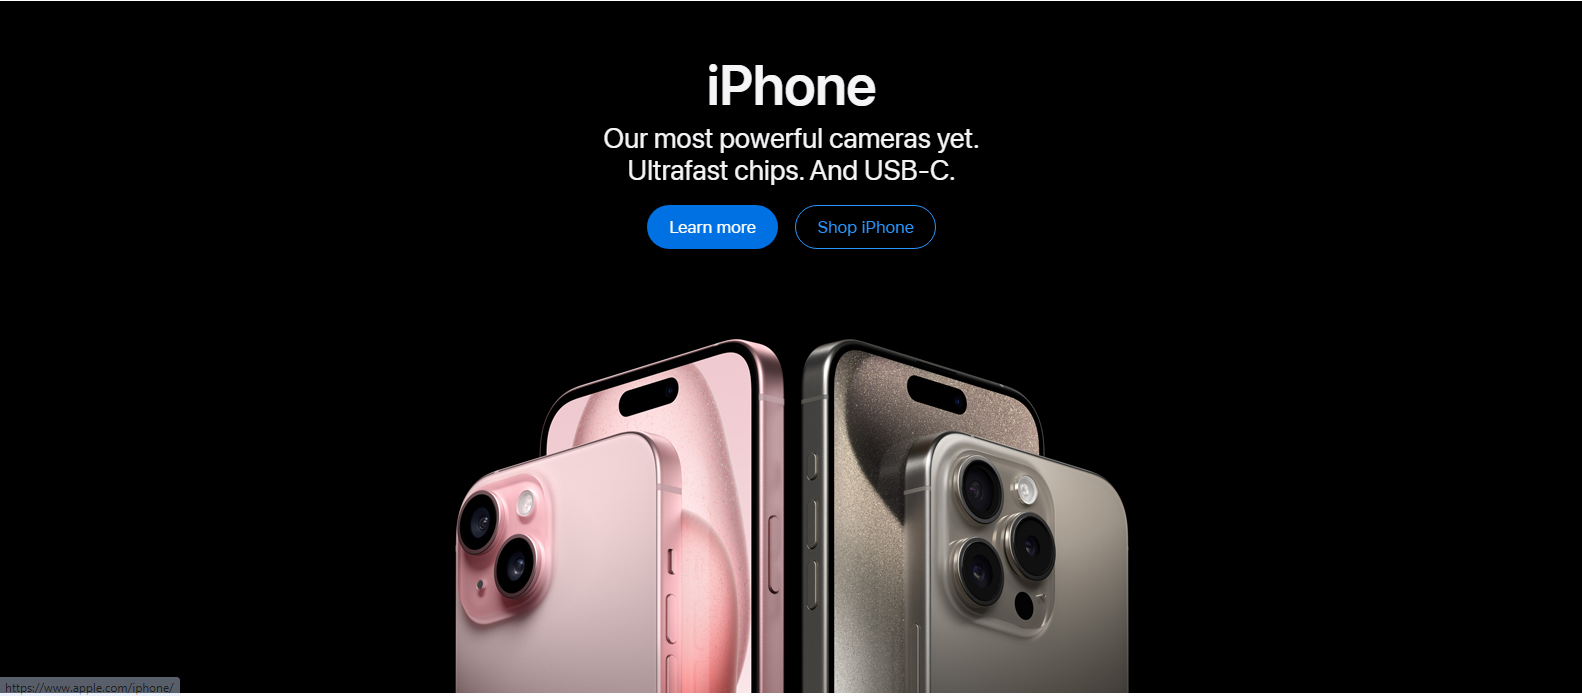 iPhone
Our most powerful cameras yet.
Ultrafast chips. And USB-C.
Learn more
Shop iPhone
https://www.apple.com/iphone/